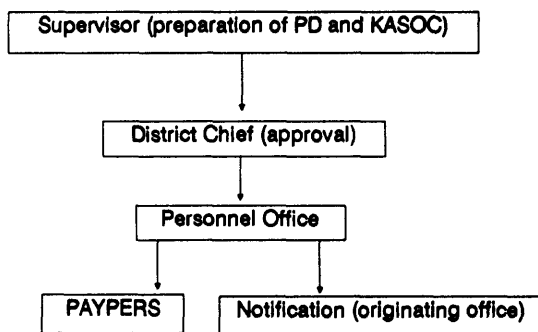 Supervisor (preparation of PD and KASOC)
District Chief (approval)
Personnel Office
PAYPERS
Notification (originating office)